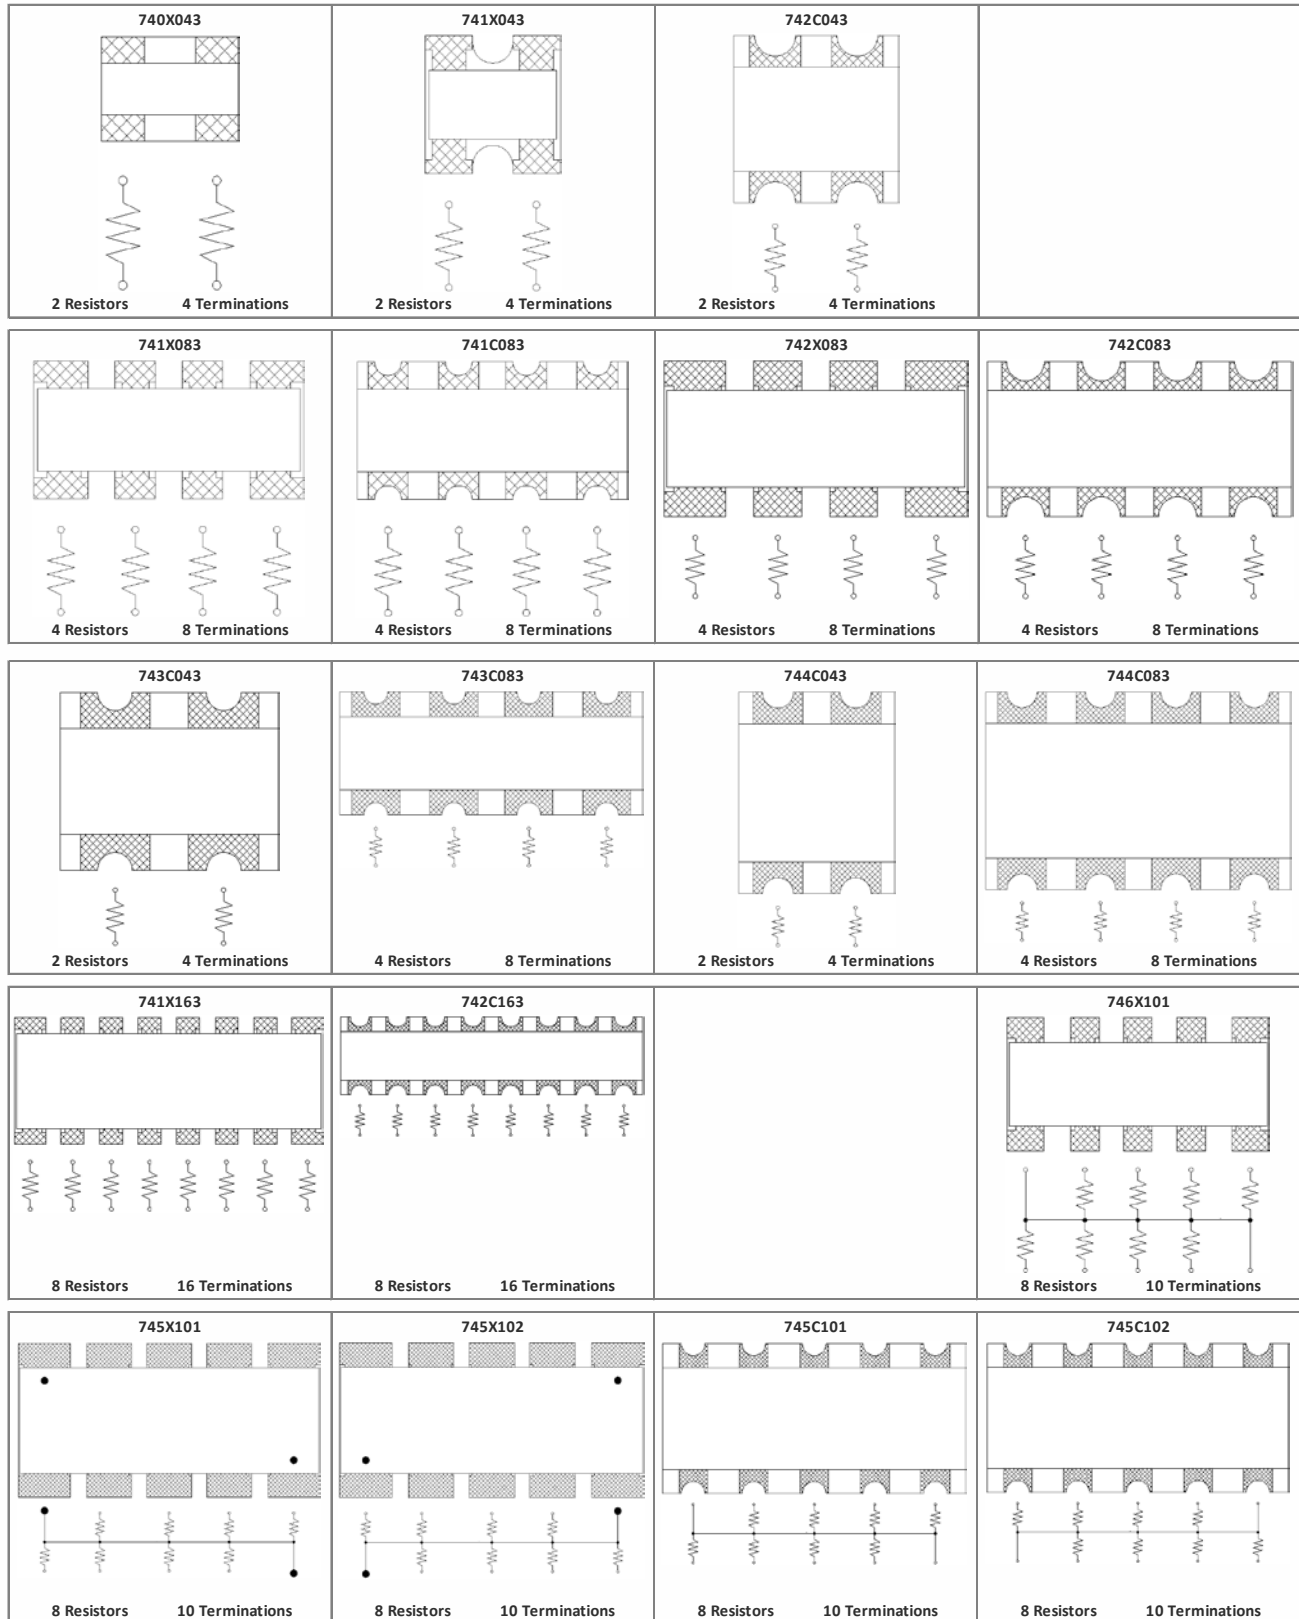 740X043
741X043
742C043
2 Resistors 4 Terminations
2 Resistors 4 Terminations
2 Resistors 4 Terminations
741X083
741C083
742X083
742C083
4 Resistors 8 Terminations
4 Resistors 8 Terminations
4 Resistors 8 Terminations
4 Resistors 8 Terminations
743C043
743C083
744C043
744C083
2 Resistors 4 Terminations
4 Resistors 8 Terminations
2 Resistors 4 Terminations
4 Resistors 8 Terminations
741X163
742C163
746X101
8 Resistors 16 Terminations
8 Resistors 16 Terminations
8 Resistors 10 Terminations
745X101
745X102
745C101
745C102
8 Resistors 10 Terminations
8 Resistors 10 Terminations
8 Resistors 10 Terminations
8 Resistors 10 Terminations